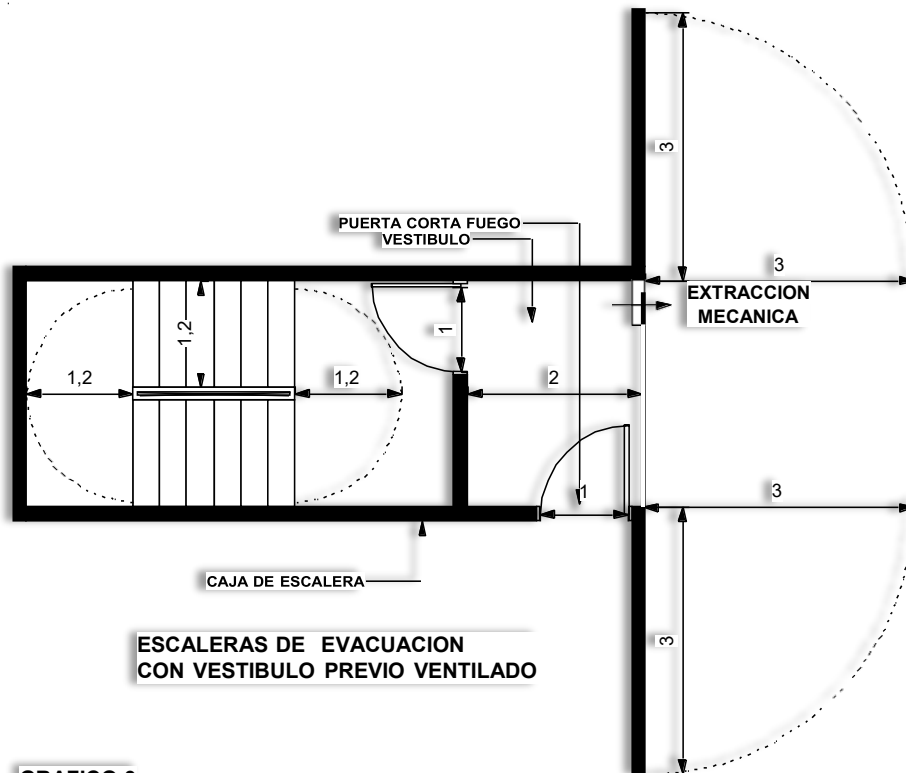 3
PUERTA CORTA FUEGO
VESTIBULO
3
EXTRACCION
MECANICA
1,2
1
1,2
1,2
2
1
3
CAJA DE ESCALERA
3
ESCALERAS DE EVACUACION
CON VESTIBULO PREVIO VENTILADO